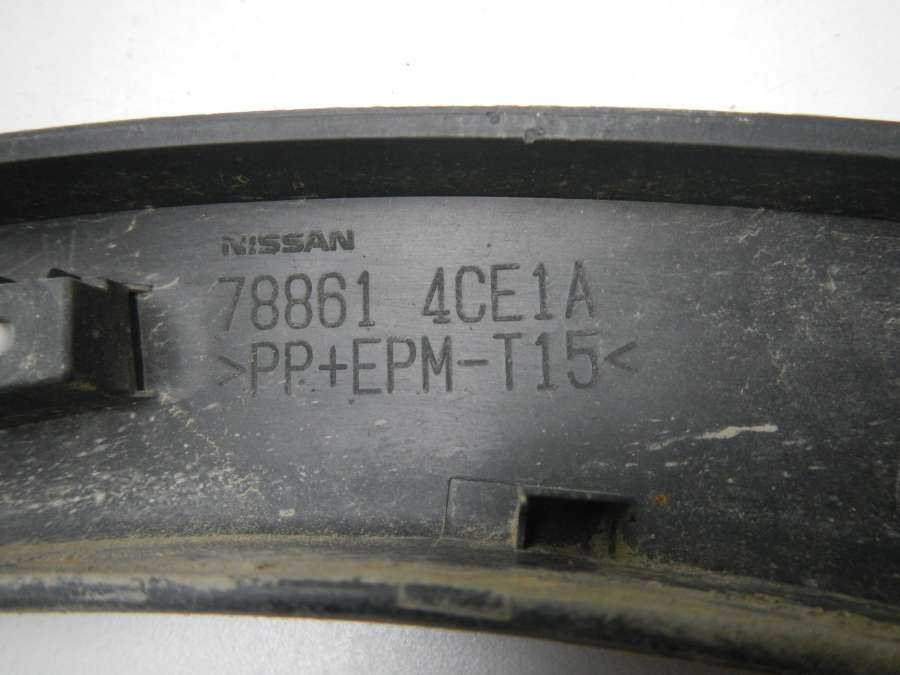 NISSAN
78861 4CE1A
>PP+EPM-T15<